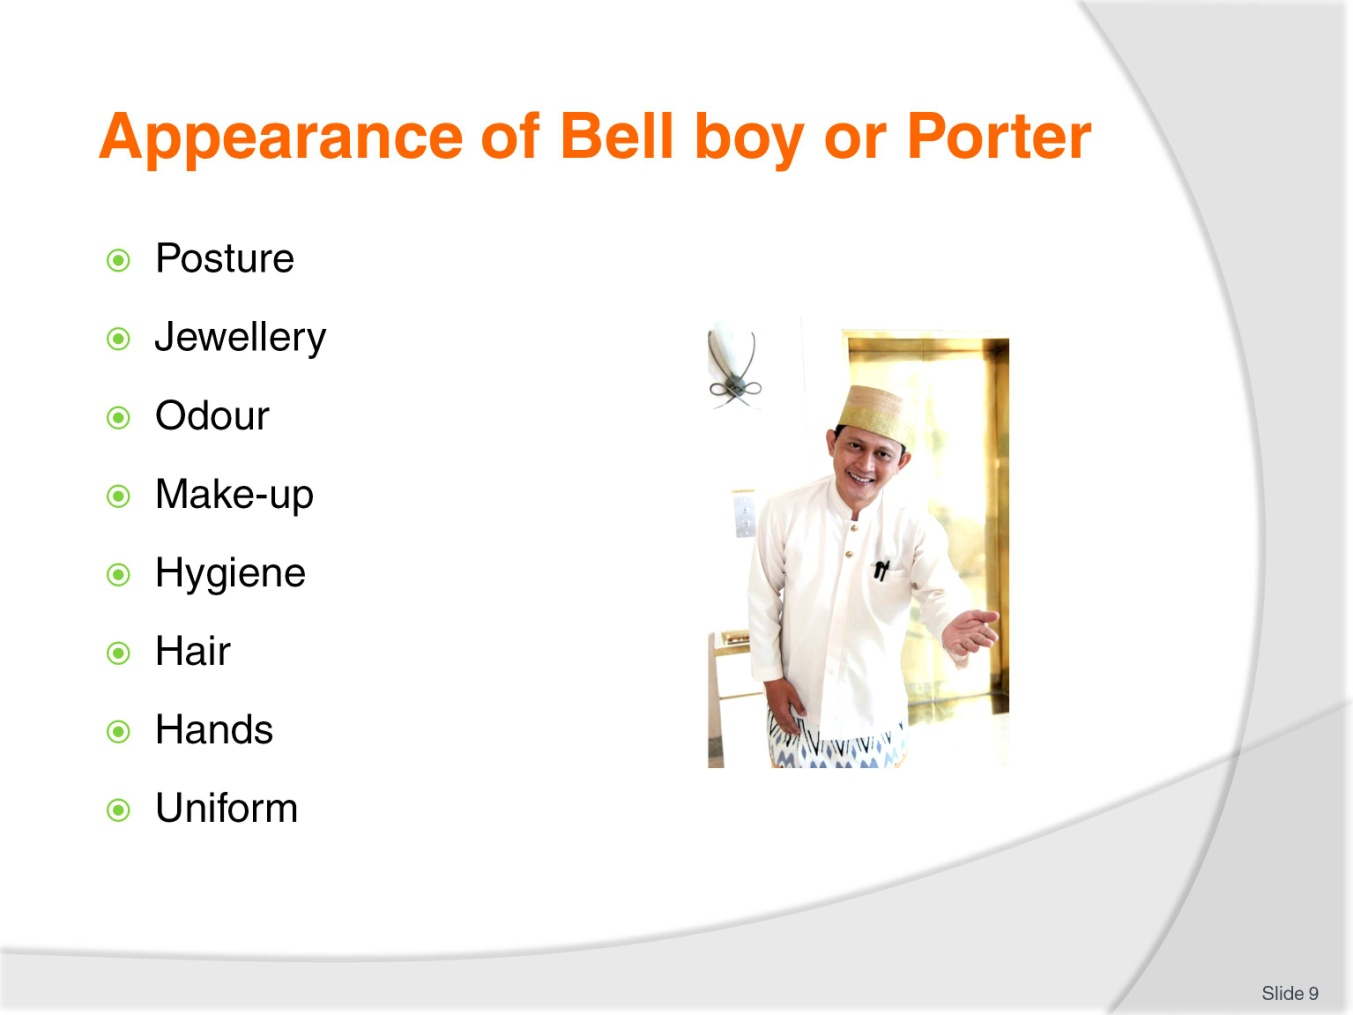 Appearance of Bell boy or Porter
Posture
Jewellery
Odour
Make-up
Hygiene
Hair
Hands
Uniform
Slide 9